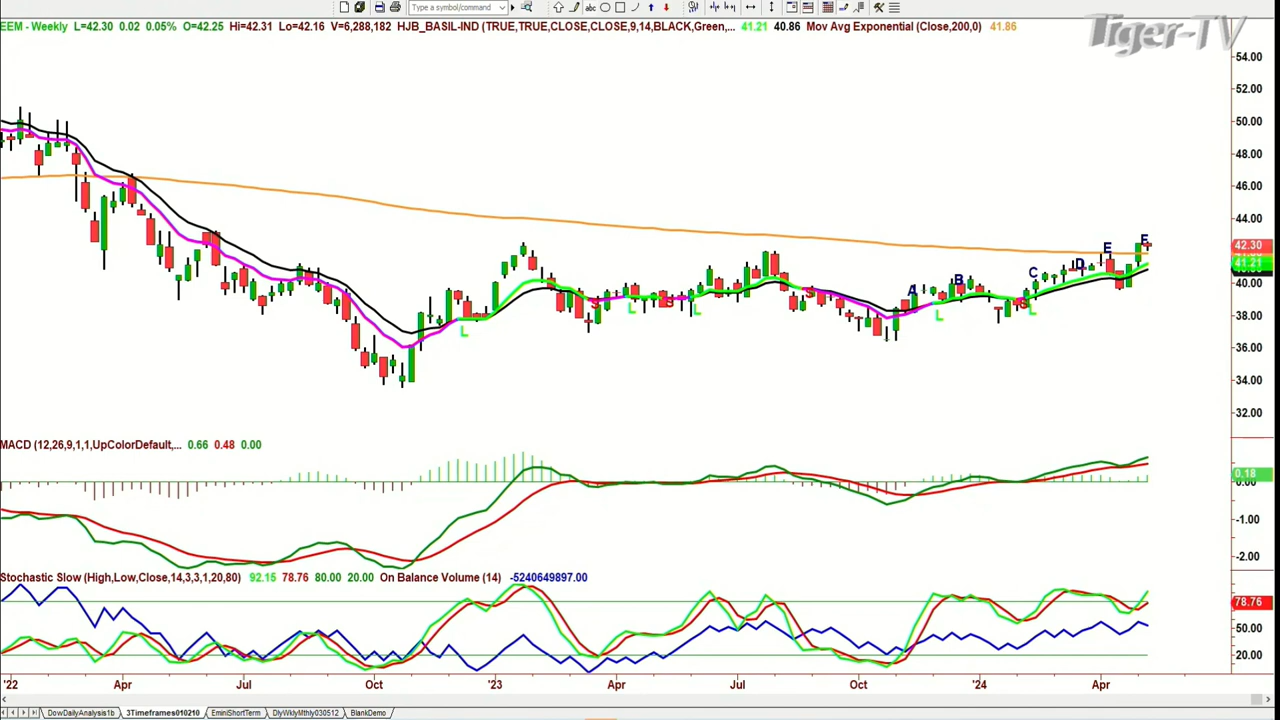 Type a symbol/command
abc
EEM - Weekly L=42.30 0.02 0.05% O=42.25 Hi=42.31 Lo=42.16 V=6,288,182 HJB_BASIL-IND (TRUE,TRUE,CLOSE,CLOSE,9,14,BLACK,Green,... 41.21 40.86 Mov Avg Exponential (Close,200,0) 41.86
Tiger-TV
54.00
52.00
50.00
48.00
46.00
44.00
42.30
41.21
40.00
38.00
36.00
34.00
32.00
A B C D E F
L S L S L S L S L
MACD (12,26,9,1,1,UpColorDefault,... 0.66 0.48 0.00
0.18
0.00
-1.00
-2.00
Stochastic Slow (High,Low,Close,14,3,3,1,20,80) 92.15 78.76 80.00 20.00 On Balance Volume (14) -5240649897.00
78.76
50.00
20.00
'22 Apr Jul Oct '23 Apr Jul Oct '24 Apr
DowDailyAnalysis1b 3Timeframes010210 EminiShortTerm DlyWklyMthly030512 BlankDemo